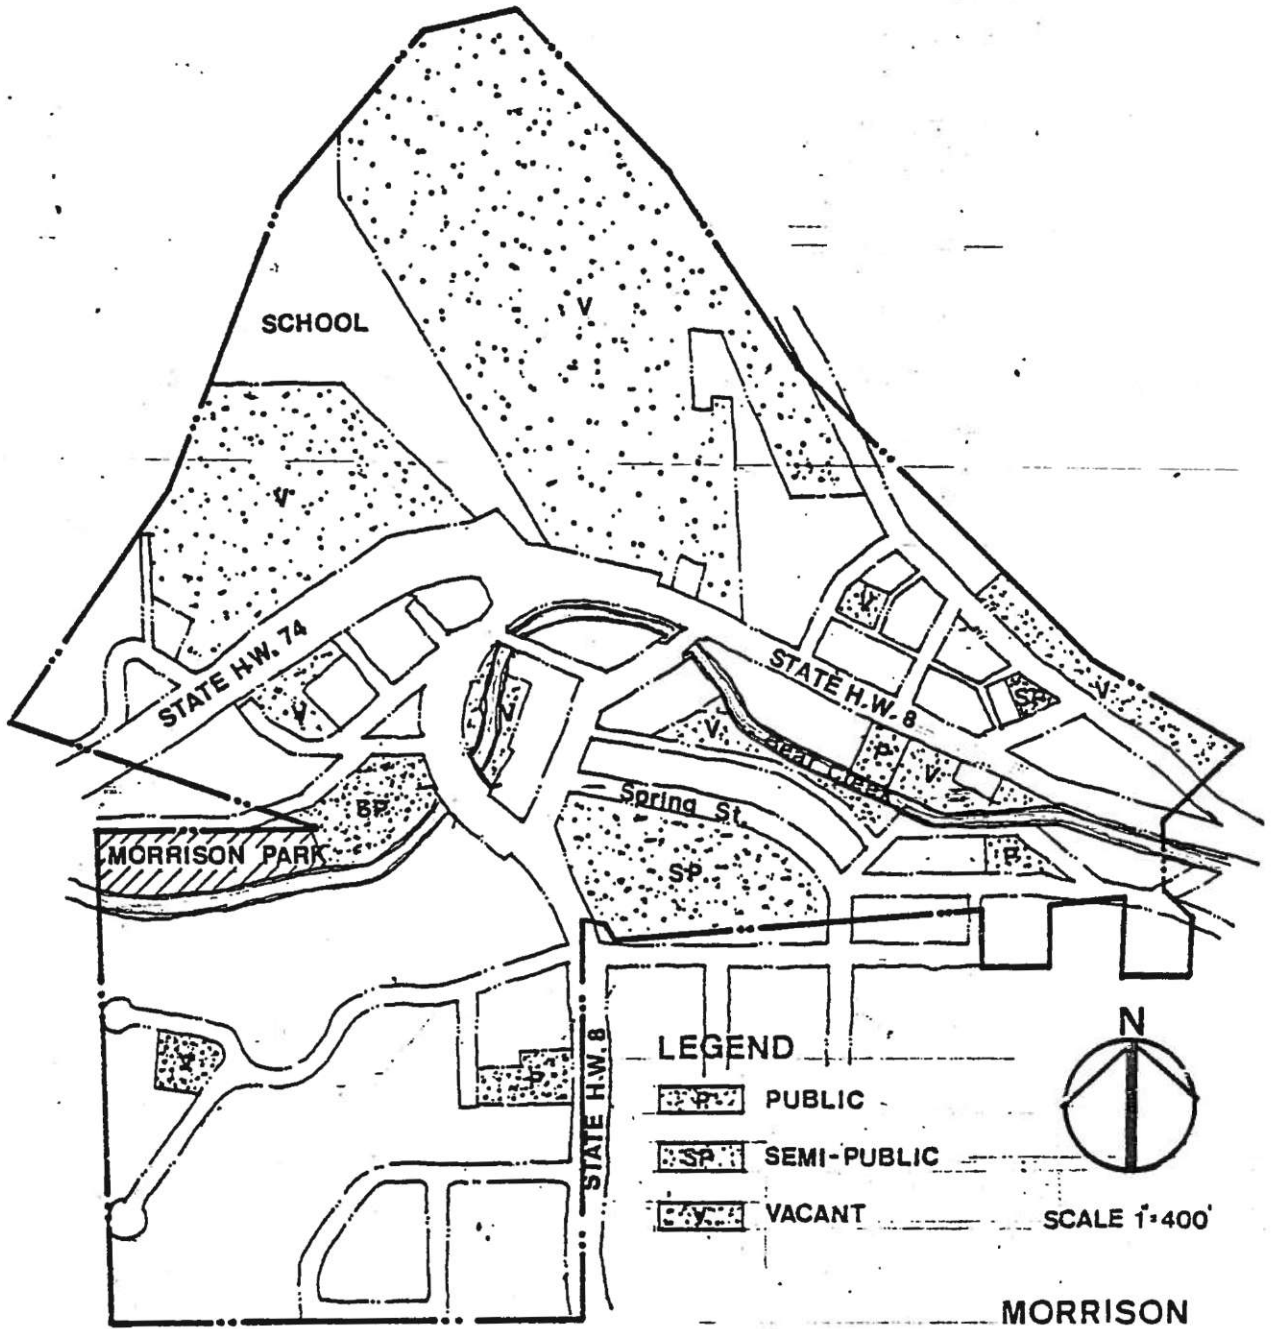 V
SCHOOL
V
STATE H.W. 74
V
V
STATE H.W. 8
SP
V
V
V
P
V
Bear Creek
SP
Spring St.
MORRISON PARK
SP
P
P
STATE H.W. 8
N
LEGEND
P PUBLIC
SP SEMI-PUBLIC
V VACANT
SCALE 1"=400'
MORRISON